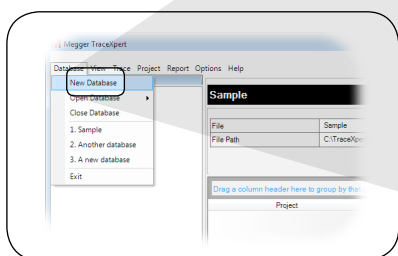 Megger TraceXpert
Database View Trace Project Report Options Help
New Database
Open Database
Close Database
1. Sample
2. Another database
3. A new database
Exit
Sample
File Sample
File Path
Drag a column header here to group by that
Project